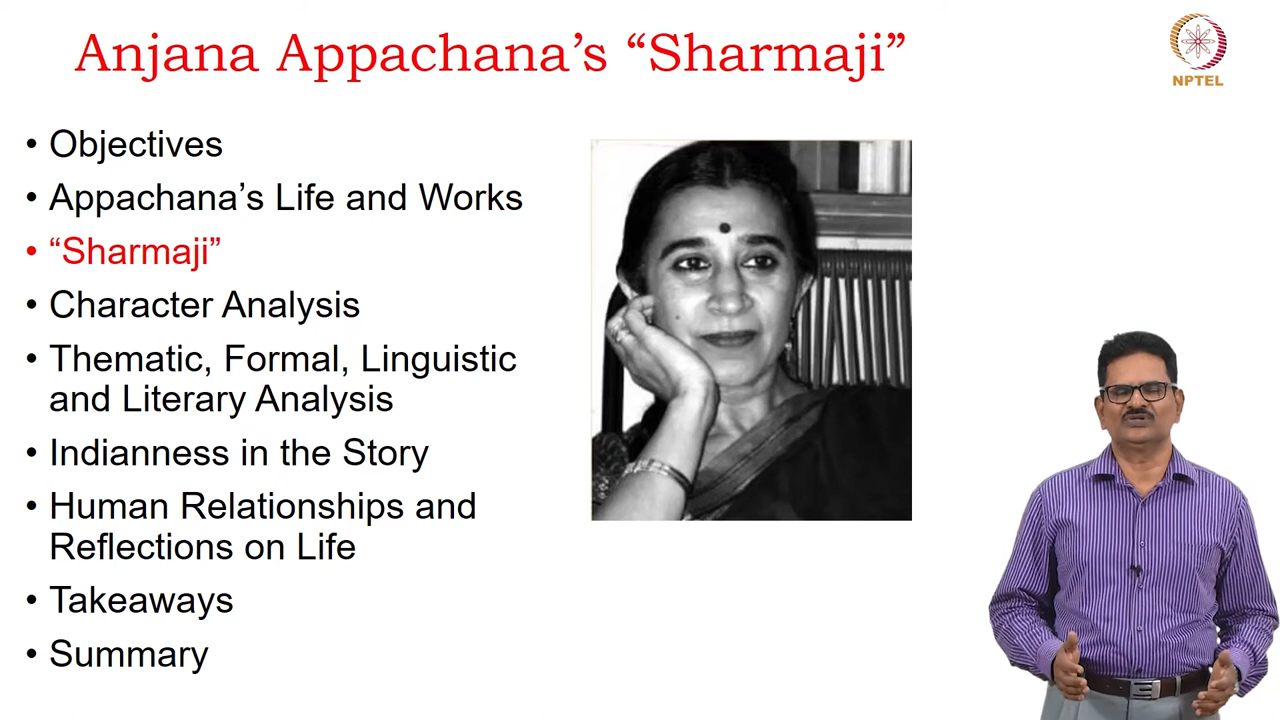 Anjana Appachana’s “Sharmaji”
NPTEL
• Objectives
• Appachana’s Life and Works
• “Sharmaji”
• Character Analysis
• Thematic, Formal, Linguistic
and Literary Analysis
• Indianness in the Story
• Human Relationships and
Reflections on Life
• Takeaways
• Summary